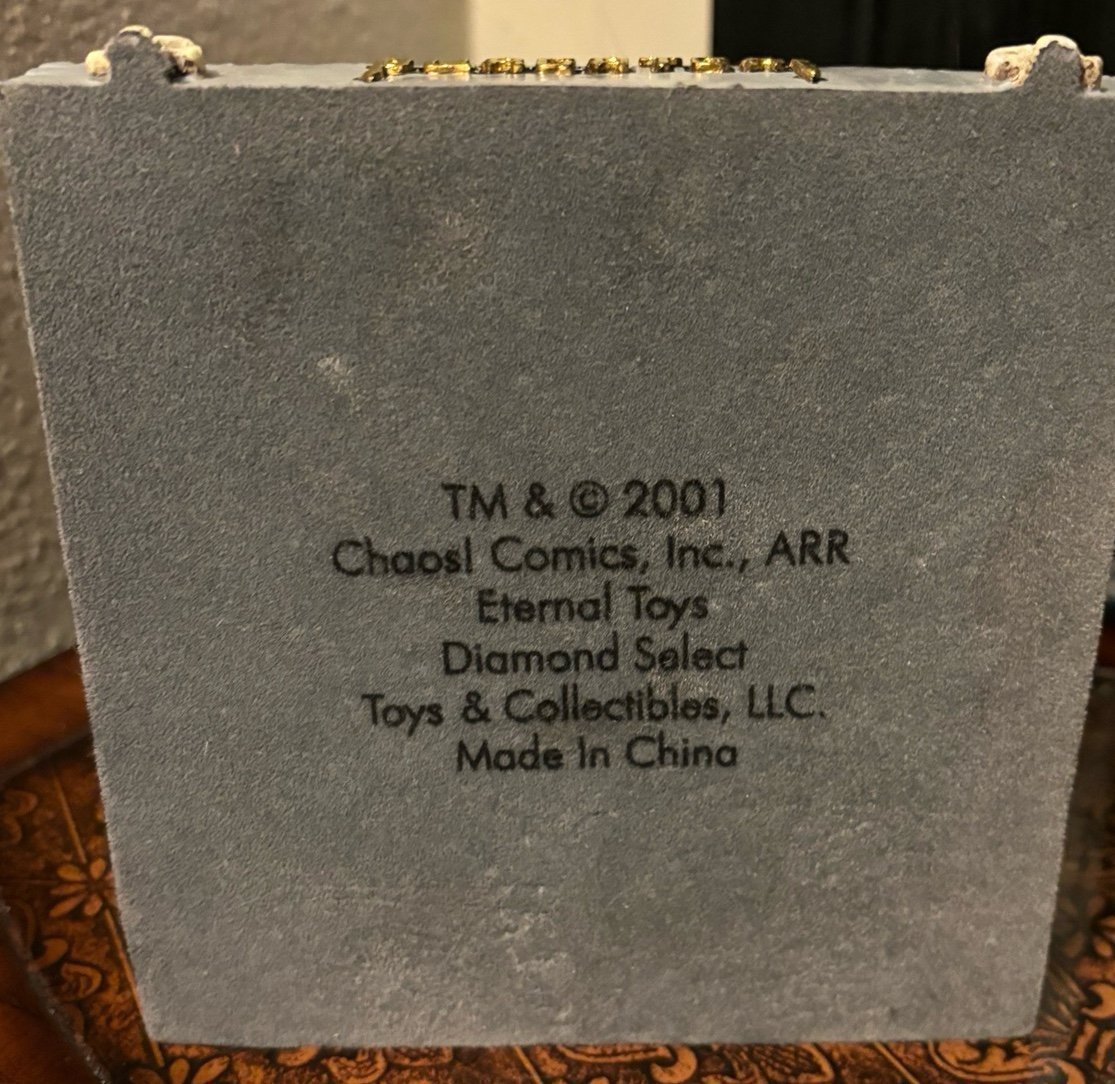 TM & © 2001
Chaos! Comics, Inc., ARR
Eternal Toys
Diamond Select
Toys & Collectibles, LLC.
Made In China